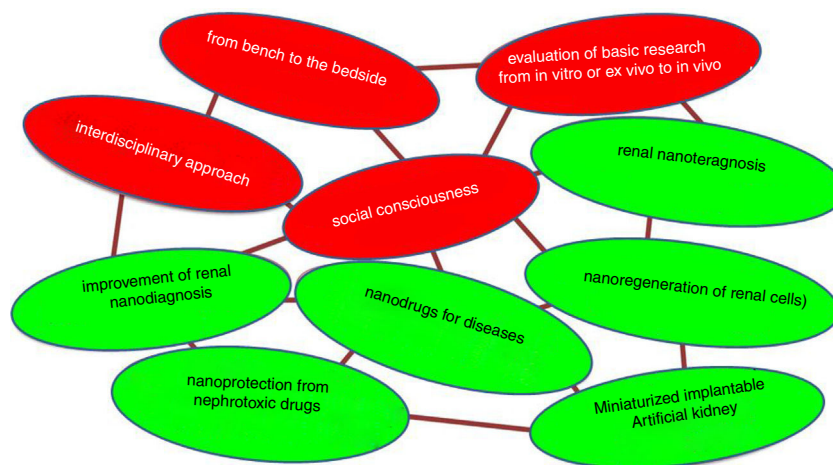 from bench to the bedside
evaluation of basic research
from in vitro or ex vivo to in vivo
interdisciplinary approach
renal nanoteragnosis
social consciousness
improvement of renal
nanodiagnosis
nanodrugs for diseases
nanoregeneration of renal cells)
nanoprotection from
nephrotoxic drugs
Miniaturized implantable
Artificial kidney